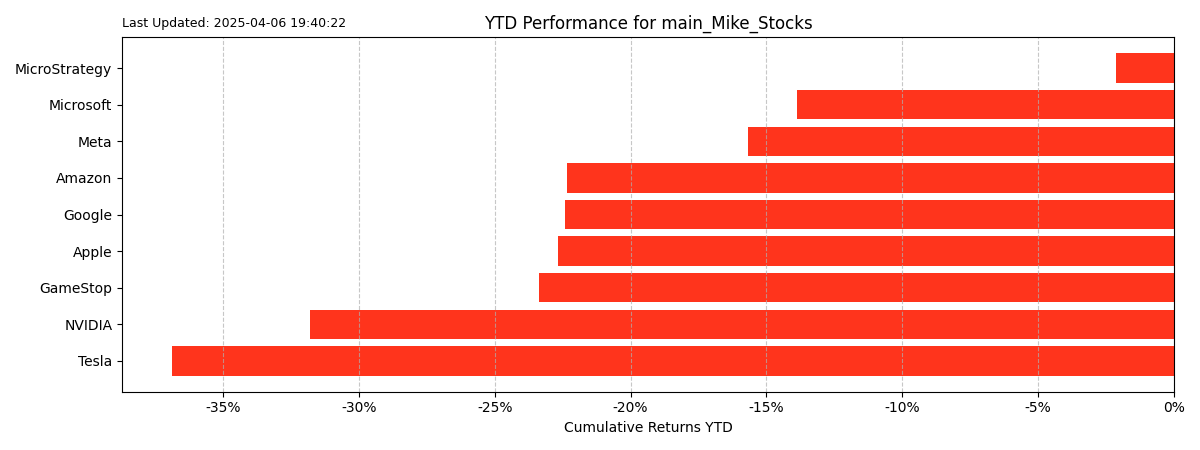 Last Updated: 2025-04-06 19:40:22
YTD Performance for main_Mike_Stocks
MicroStrategy
Microsoft
Meta
Amazon
Google
Apple
GameStop
NVIDIA
Tesla
-35% -30% -25% -20% -15% -10% -5% 0%
Cumulative Returns YTD